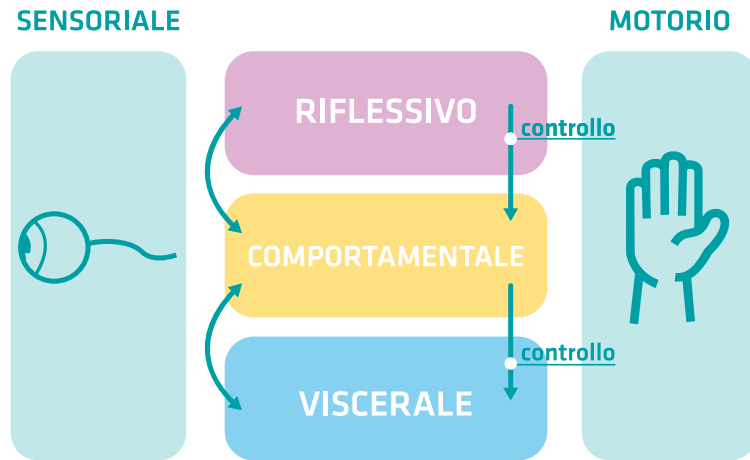 SENSORIALE
MOTORIO
RIFLESSIVO
controllo
COMPORTAMENTALE
controllo
VISCERALE